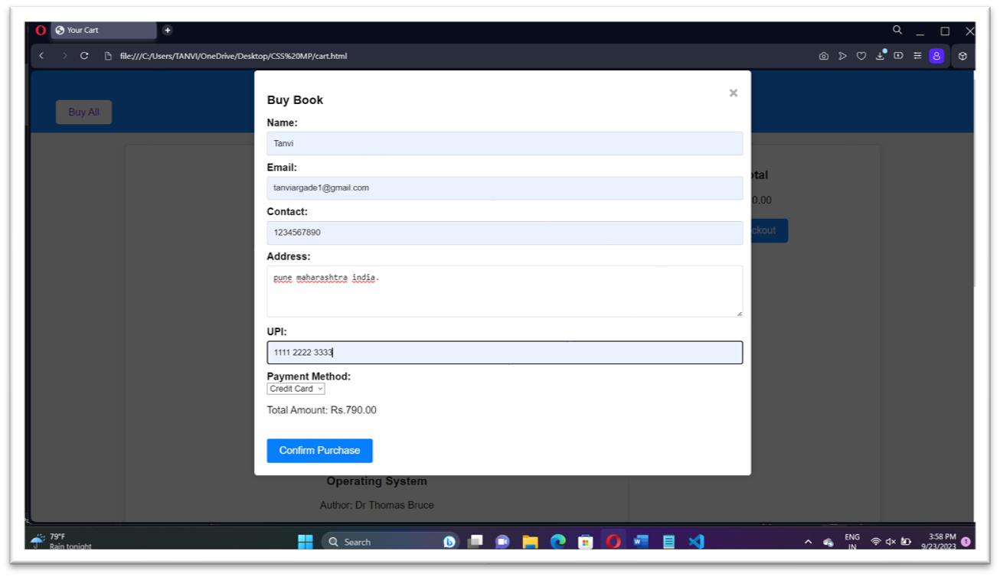 Your Cart
file:///C:/Users/TANVI/OneDrive/Desktop/CSS%20MP/cart.html
Buy All
Buy Book
×
Name:
Tanvi
Email:
tanviargade1@gmail.com
Contact:
1234567890
Address:
pune maharashtra india.
UPI:
1111 2222 3333
Payment Method:
Credit Card
Total Amount: Rs.790.00
Confirm Purchase
otal
0.00
ckout
Operating System
Author: Dr Thomas Bruce
79°F
Rain tonight
Search
ENG
IN
3:58 PM
9/23/2023
1